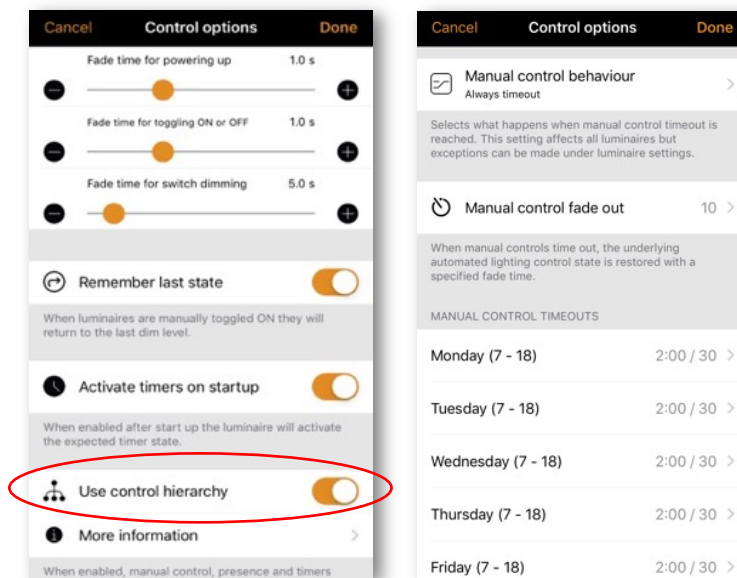 Cancel Control options Done
Fade time for powering up 1.0 s
Fade time for toggling ON or OFF 1.0 s
Fade time for switch dimming 5.0 s
Remember last state
When luminaires are manually toggled ON they will
return to the last dim level.
Activate timers on startup
When enabled after start up the luminaire will activate
the expected timer state.
Use control hierarchy
More information
When enabled, manual control, presence and timers
Cancel Control options Done
Manual control behaviour
Always timeout
Selects what happens when manual control timeout is
reached. This setting affects all luminaires but
exceptions can be made under luminaire settings.
Manual control fade out 10
When manual controls time out, the underlying
automated lighting control state is restored with a
specified fade time.
MANUAL CONTROL TIMEOUTS
Monday (7 - 18) 2:00 / 30
Tuesday (7 - 18) 2:00 / 30
Wednesday (7 - 18) 2:00 / 30
Thursday (7 - 18) 2:00 / 30
Friday (7 - 18) 2:00 / 30